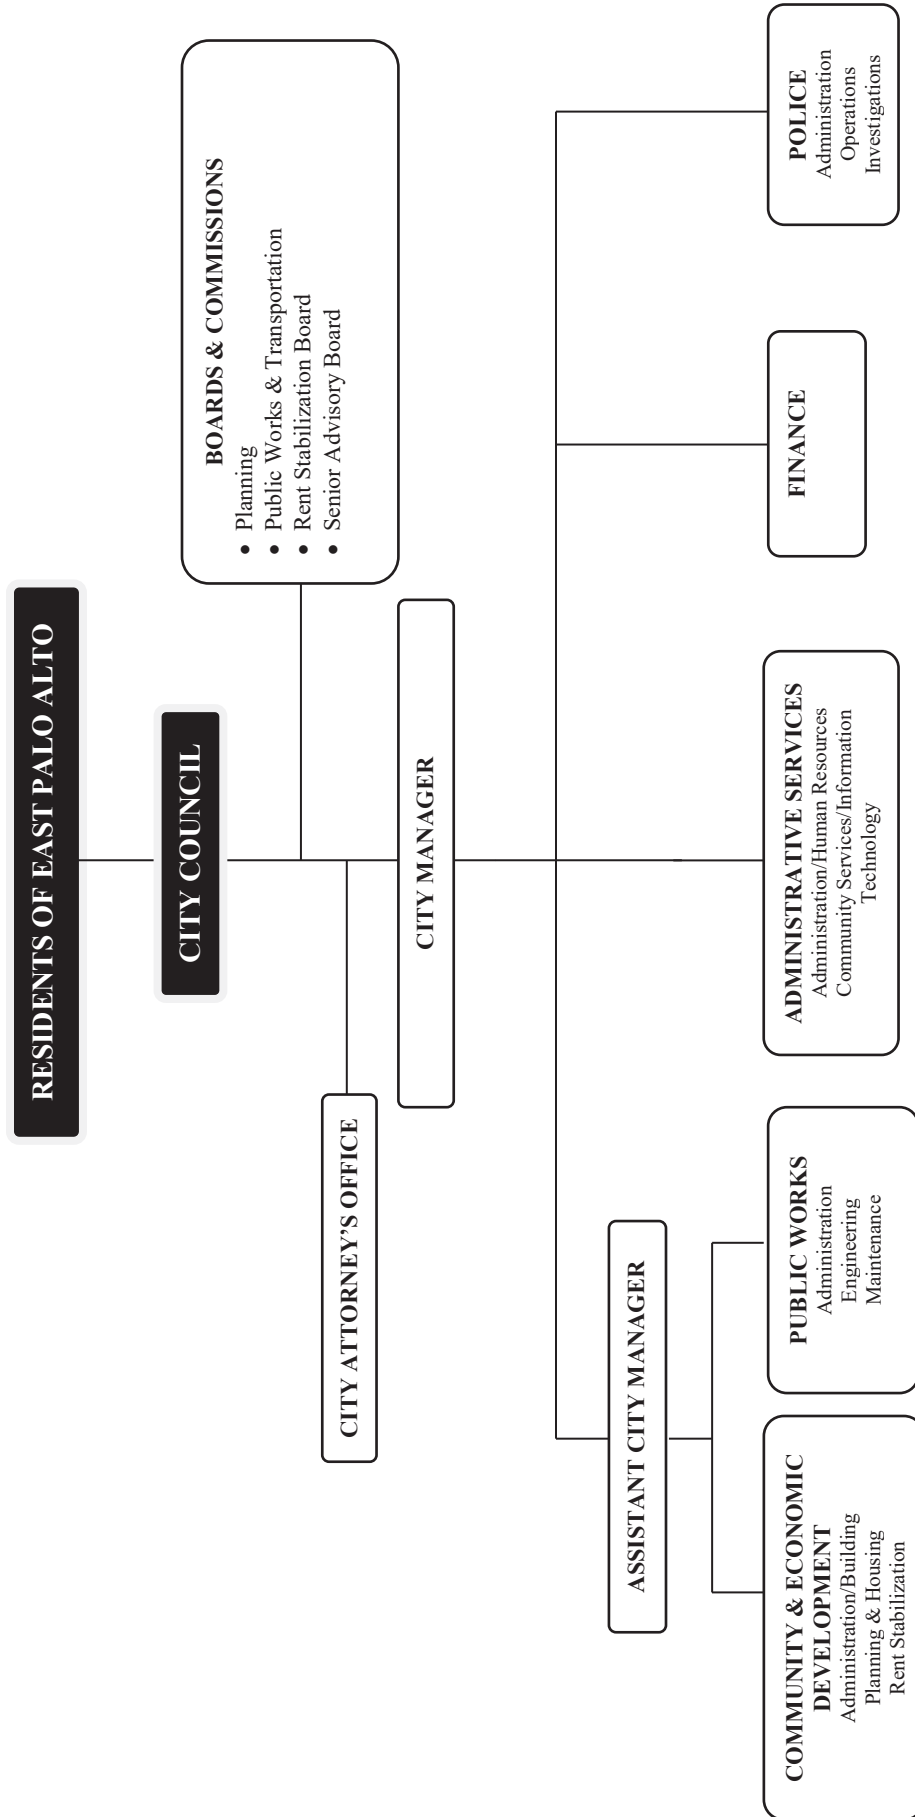 RESIDENTS OF EAST PALO ALTO
CITY COUNCIL
BOARDS & COMMISSIONS
• Planning
• Public Works & Transportation
• Rent Stabilization Board
• Senior Advisory Board
CITY ATTORNEY’S OFFICE
CITY MANAGER
ASSISTANT CITY MANAGER
COMMUNITY & ECONOMIC
DEVELOPMENT
Administration/Building
Planning & Housing
Rent Stabilization
PUBLIC WORKS
Administration
Engineering
Maintenance
ADMINISTRATIVE SERVICES
Administration/Human Resources
Community Services/Information
Technology
FINANCE
POLICE
Administration
Operations
Investigations